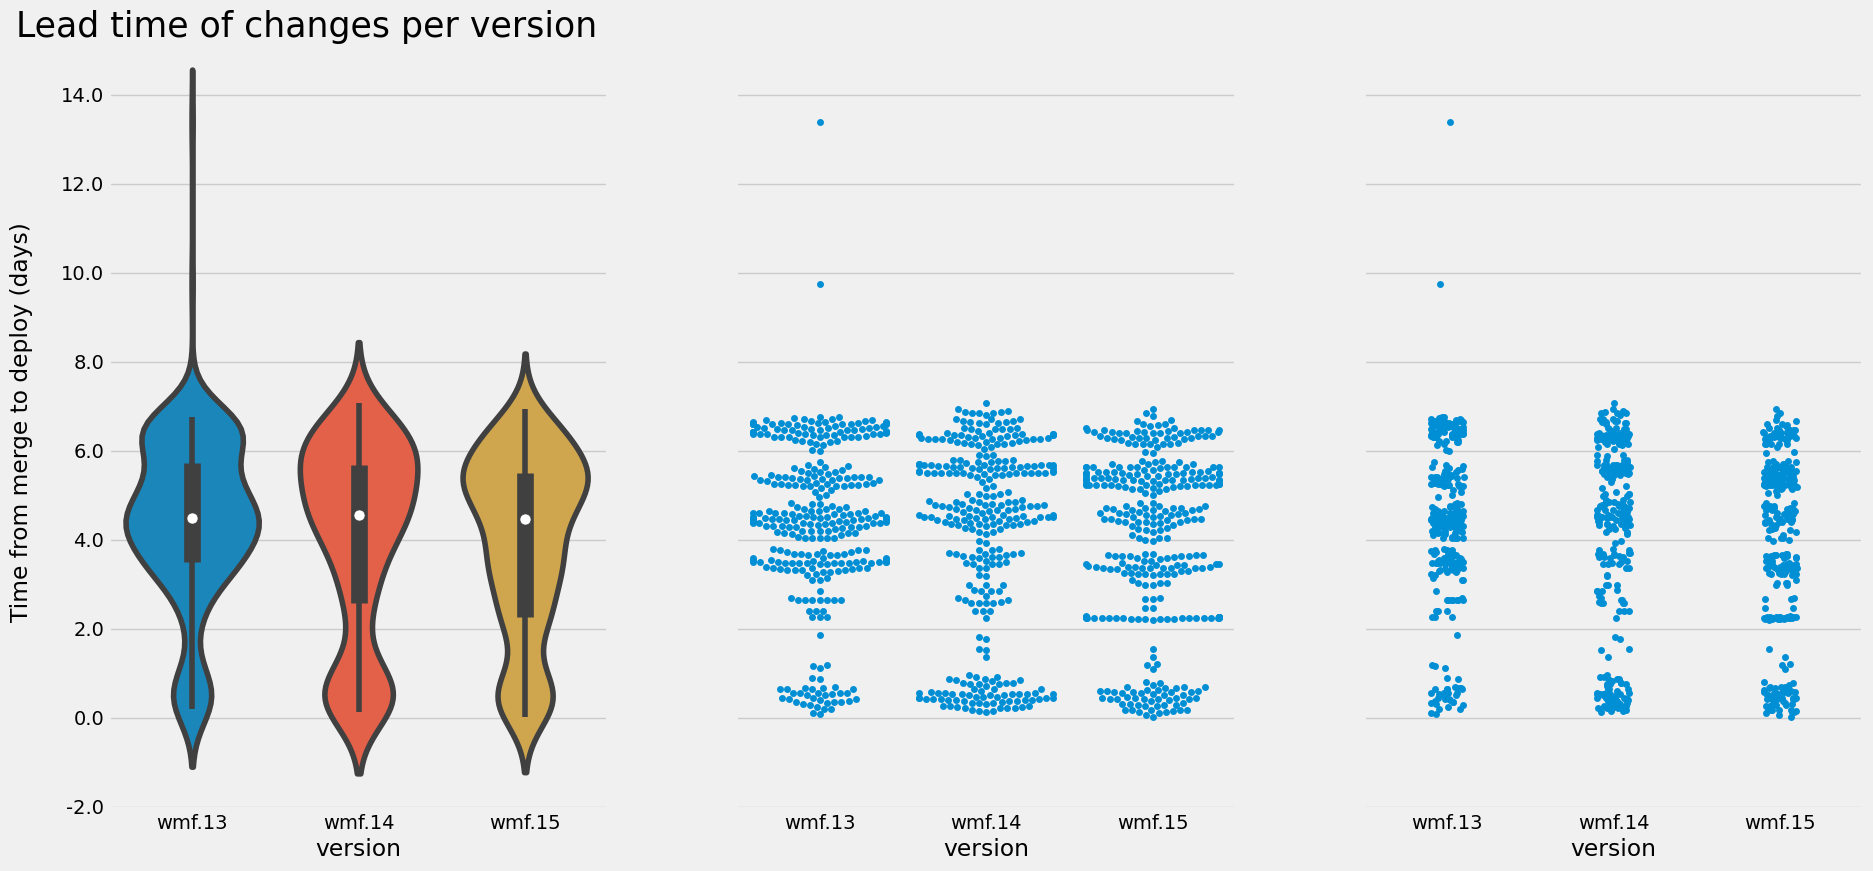 Lead time of changes per version
Time from merge to deploy (days)
14.0
12.0
10.0
8.0
6.0
4.0
2.0
0.0
-2.0
wmf.13 wmf.14 wmf.15
version
wmf.13 wmf.14 wmf.15
version
wmf.13 wmf.14 wmf.15
version